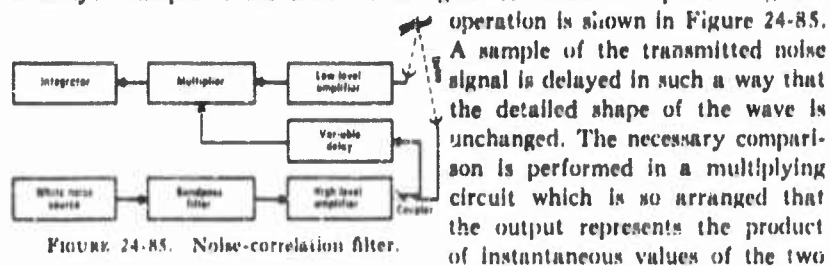 operation is shown in Figure 24-85.
A sample of the transmitted noise
signal is delayed in such a way that
the detailed shape of the wave is
unchanged. The necessary compari-
son is performed in a multiplying
circuit which is so arranged that
the output represents the product
of instantaneous values of the two
Integrator
Multiplier
Low level
amplifier
Variable
delay
White noise
source
Bandpass
filter
High level
amplifier
Coupler
FIGURE 24-85. Noise-correlation filter.